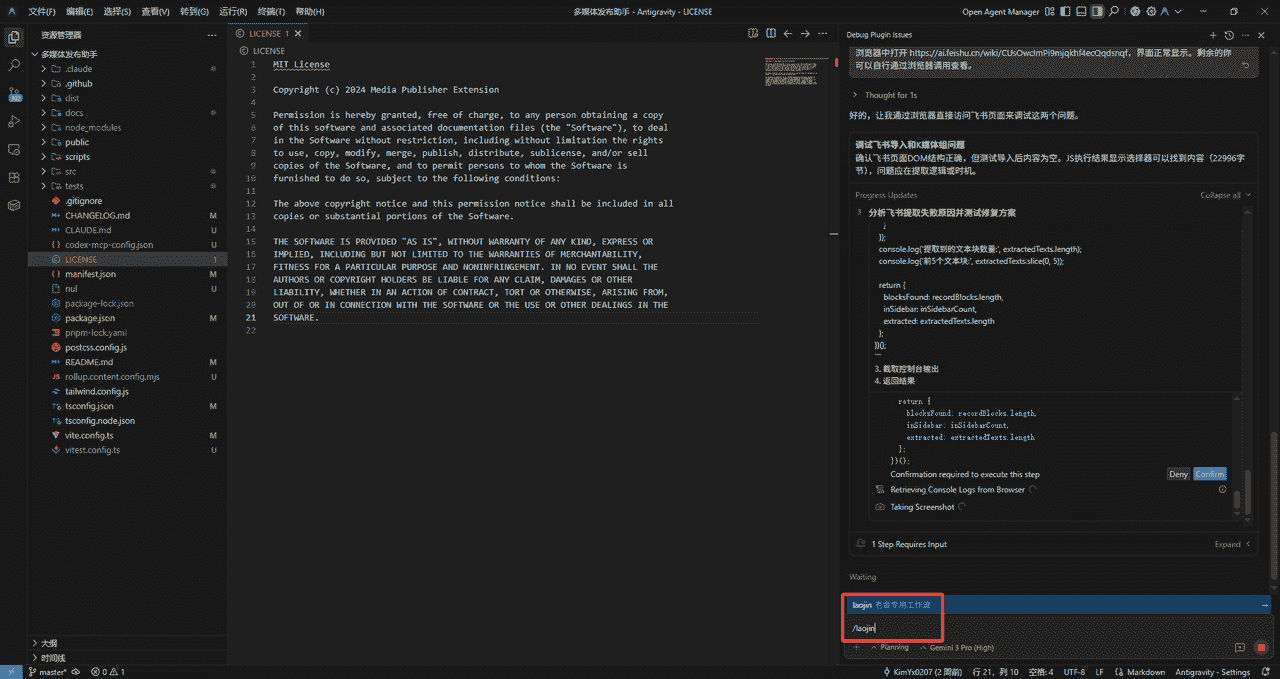 文件(F) 编辑(E) 选择(S) 查看(V) 转到(G) 运行(R) 终端(T) 帮助(H)
多媒体发布助手 - Antigravity - LICENSE
Open Agent Manager
资源管理器
多媒体发布助手
.claude
.github
dist
docs
node_modules
public
scripts
src
tests
.gitignore
CHANGELOG.md M
CLAUDE.md U
codex-mcp-config.json U
LICENSE U
manifest.json M
nul U
package-lock.json
package.json M
pnpm-lock.yaml
postcss.config.js
README.md M
rollup.content.config.mjs U
tailwind.config.js
tsconfig.json M
tsconfig.node.json
vite.config.ts M
vitest.config.ts U
大纲
时间线
LICENSE 1
LICENSE
1 MIT License
2
3 Copyright (c) 2024 Media Publisher Extension
4
5 Permission is hereby granted, free of charge, to any person obtaining a copy
6 of this software and associated documentation files (the "Software"), to deal
7 in the Software without restriction, including without limitation the rights
8 to use, copy, modify, merge, publish, distribute, sublicense, and/or sell
9 copies of the Software, and to permit persons to whom the Software is
10 furnished to do so, subject to the following conditions:
11
12 The above copyright notice and this permission notice shall be included in all
13 copies or substantial portions of the Software.
14
15 THE SOFTWARE IS PROVIDED "AS IS", WITHOUT WARRANTY OF ANY KIND, EXPRESS OR
16 IMPLIED, INCLUDING BUT NOT LIMITED TO THE WARRANTIES OF MERCHANTABILITY,
17 FITNESS FOR A PARTICULAR PURPOSE AND NONINFRINGEMENT. IN NO EVENT SHALL THE
18 AUTHORS OR COPYRIGHT HOLDERS BE LIABLE FOR ANY CLAIM, DAMAGES OR OTHER
19 LIABILITY, WHETHER IN AN ACTION OF CONTRACT, TORT OR OTHERWISE, ARISING FROM,
20 OUT OF OR IN CONNECTION WITH THE SOFTWARE OR THE USE OR OTHER DEALINGS IN THE
21 SOFTWARE.
22
Debug Plugin Issues
界面正常显示。剩余的你
可以自行通过浏览器调用查看。
Thought for 1s
好的，让我通过浏览器直接访问飞书页面来调试这两个问题。
调试飞书导入和K媒体组问题
确认飞书页面DOM结构正确，但测试导入后内容为空。JS执行结果显示选择器可以找到内容（22996字
节），问题应在提取逻辑或时机。
Progress Updates
Collapse all
3 分析飞书提取失败原因并测试修复方案
}
});
console.log('提取到的文本块数量:', extractedTexts.length);
console.log('前5个文本块:', extractedTexts.slice(0, 5));
return {
blocksFound: recordBlocks.length,
inSidebar: inSidebarCount,
extracted: extractedTexts.length
};
})();
```
3. 截取控制台输出
4. 返回结果
return {
blocksFound: recordBlocks.length,
inSidebar: inSidebarCount,
extracted: extractedTexts.length
};
})();
Confirmation required to execute this step
Deny Confirm
Retrieving Console Logs from Browser
Taking Screenshot
1 Step Requires Input
Expand
Waiting
laojin 老金专用工作流
/laojin
Planning
Gemini 3 Pro (High)
master*
0 1
KimYx0207 (2 周前) 行 21，列 10 空格: 4 UTF-8 LF Markdown Antigravity - Settings